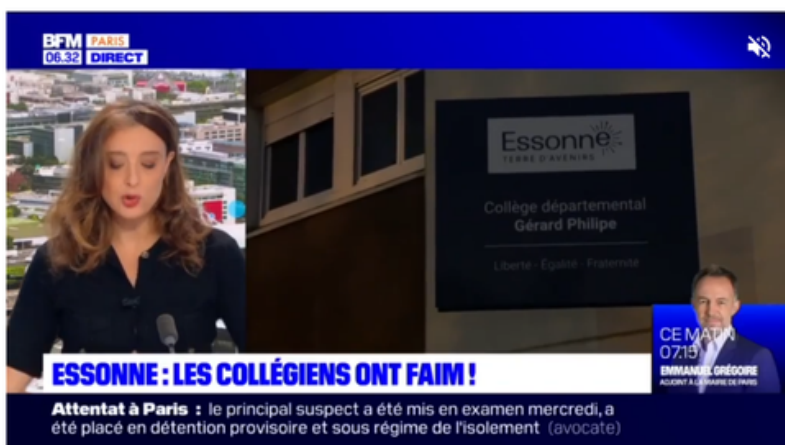 BFM PARIS
06.32 DIRECT
Essonne
TERRE D'AVENIRS
Collège départemental
Gérard Philipe
Liberté - Égalité - Fraternité
CE MATIN
07.15
EMMANUEL GRÉGOIRE
ADJOINT À LA MAIRIE DE PARIS
ESSONNE : LES COLLÉGIENS ONT FAIM !
Attentat à Paris : le principal suspect a été mis en examen mercredi, a
été placé en détention provisoire et sous régime de l'isolement (avocate)